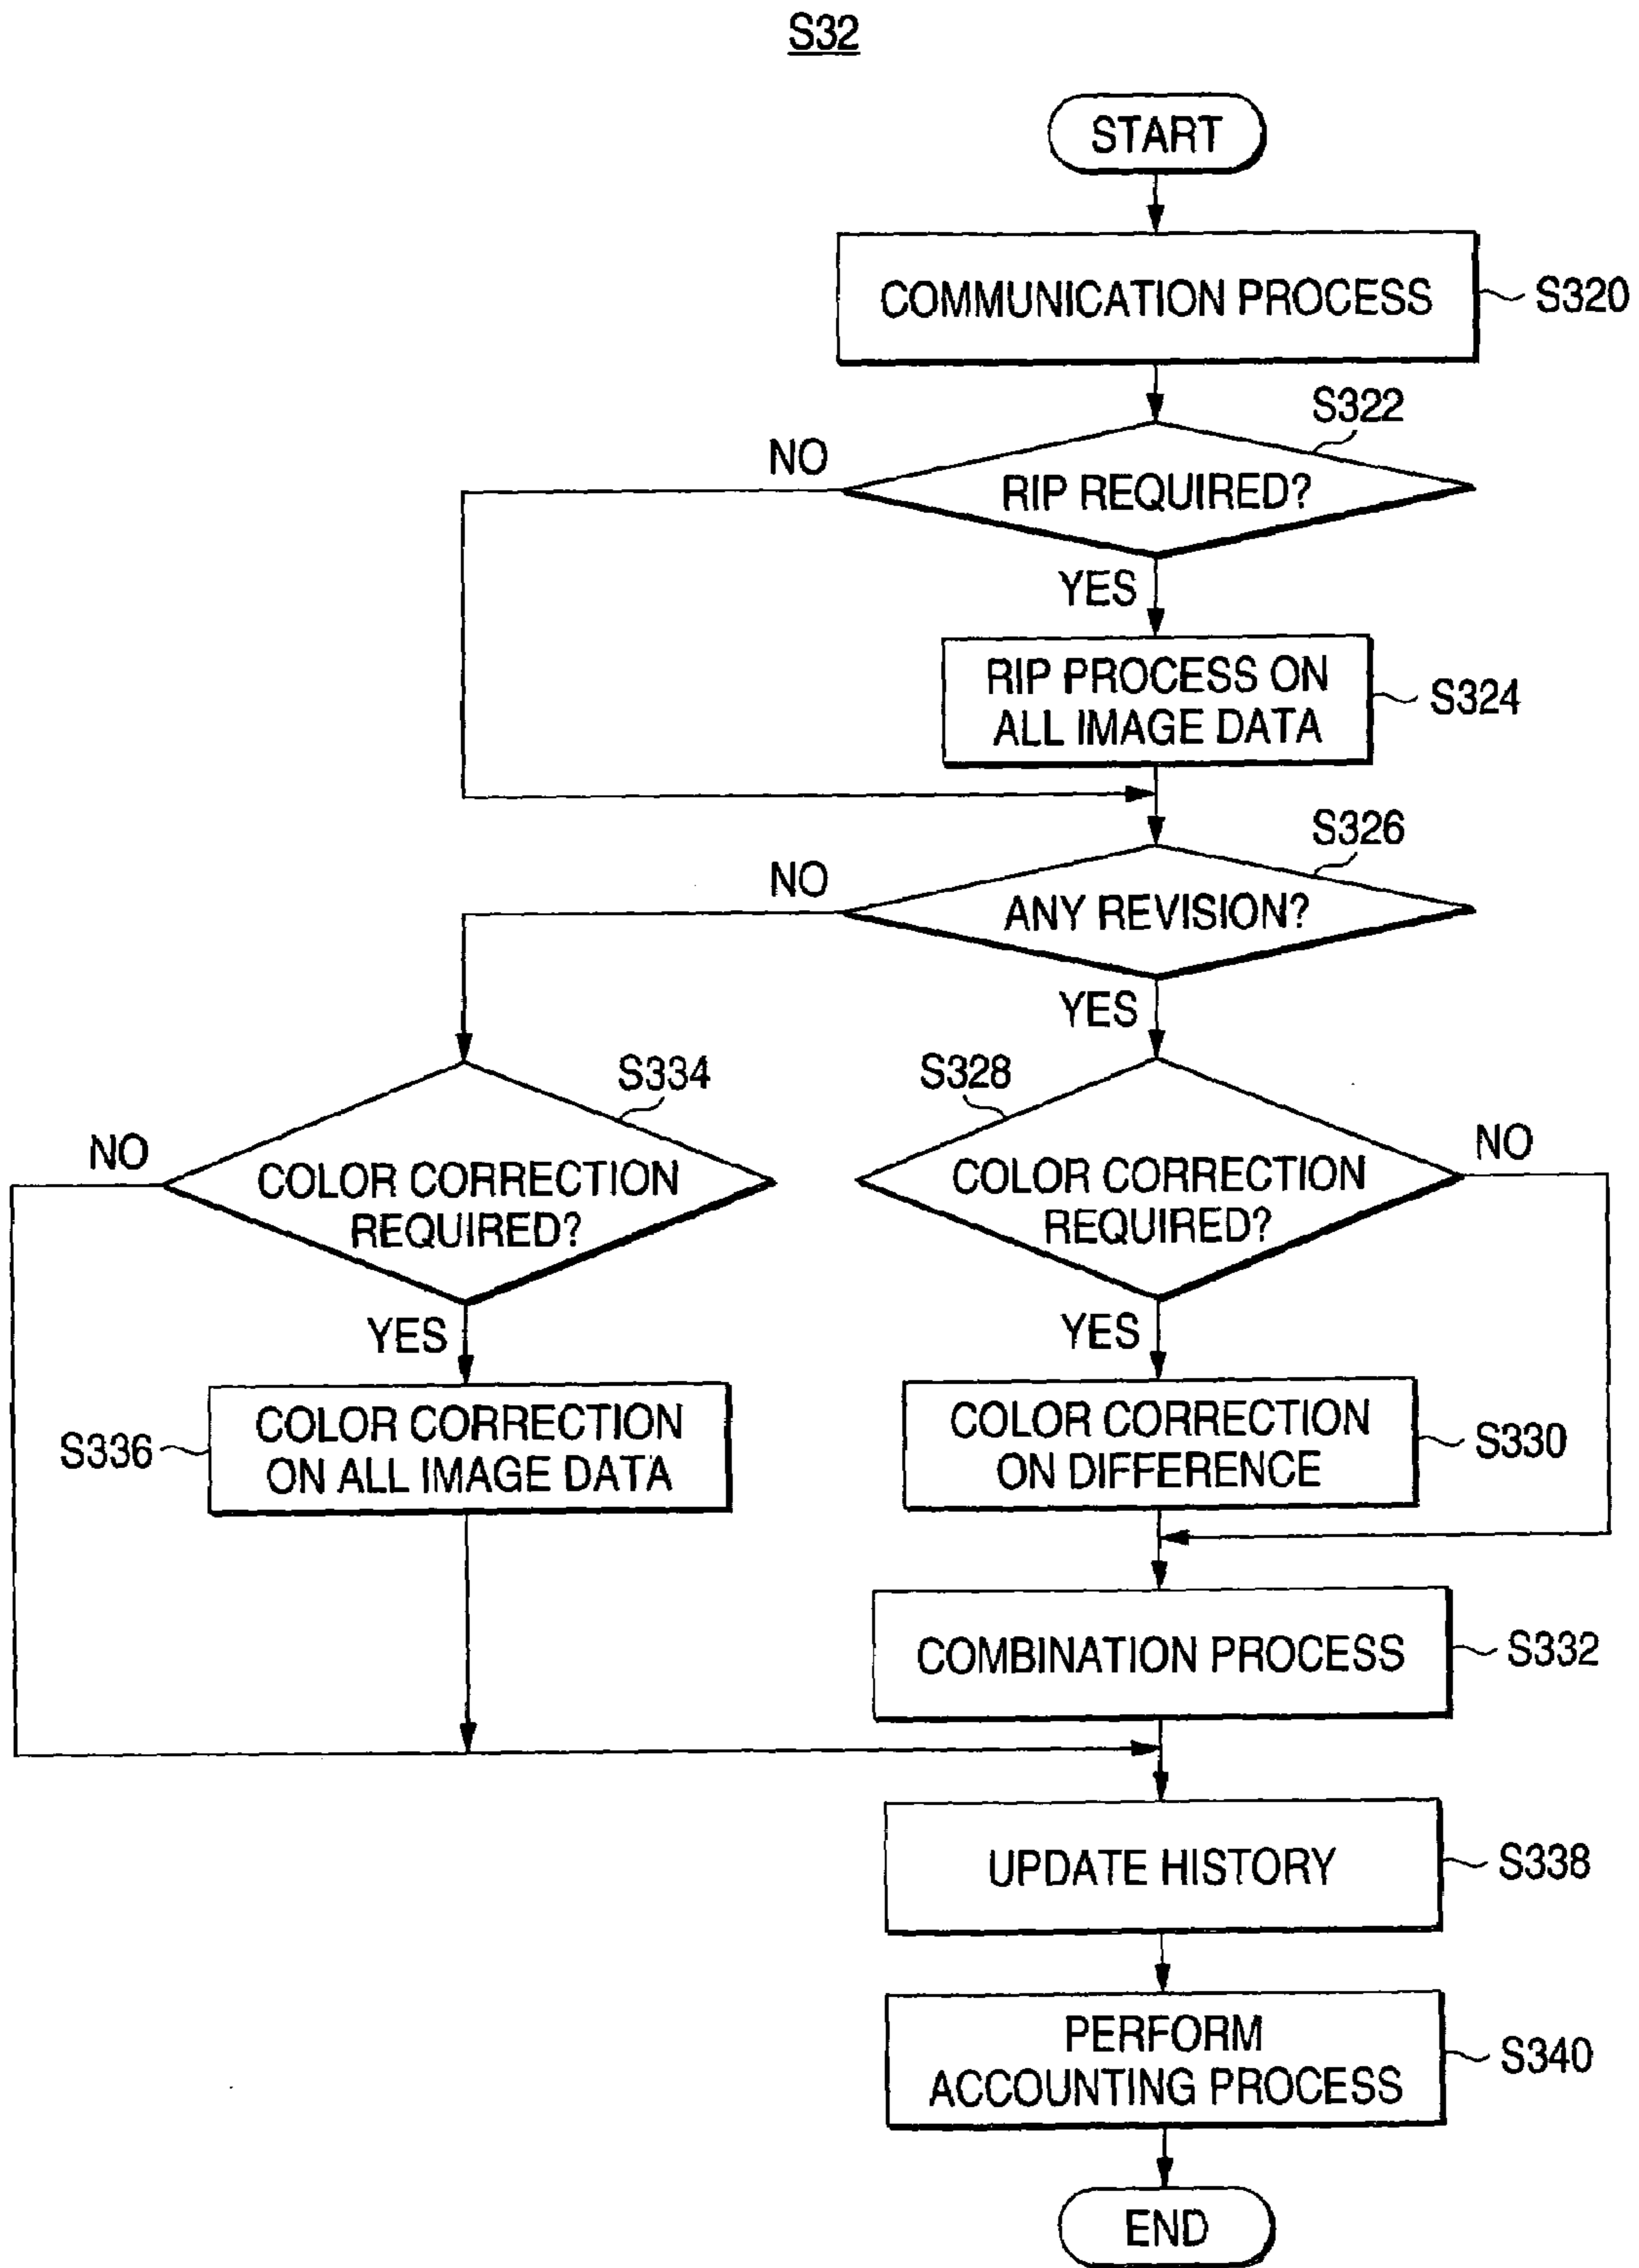 S32
START
COMMUNICATION PROCESS
S320
S322
NO
RIP REQUIRED?
YES
RIP PROCESS ON
ALL IMAGE DATA
S324
S326
NO
ANY REVISION?
YES
S334
S328
NO
COLOR CORRECTION
REQUIRED?
COLOR CORRECTION
REQUIRED?
NO
YES
YES
S336
COLOR CORRECTION
ON ALL IMAGE DATA
COLOR CORRECTION
ON DIFFERENCE
S330
COMBINATION PROCESS
S332
UPDATE HISTORY
S338
PERFORM
ACCOUNTING PROCESS
S340
END